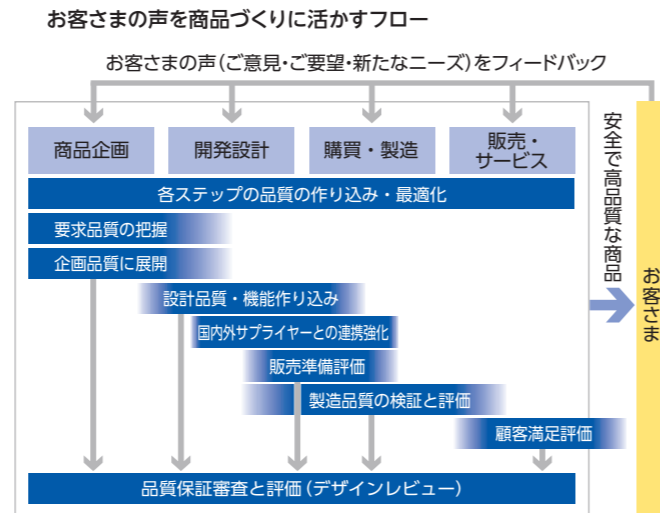 お客さまの声を商品づくりに活かすフロー
お客さまの声(ご意見・ご要望・新たなニーズ)をフィードバック
商品企画
開発設計
購買・製造
販売・
サービス
各ステップの品質の作り込み・最適化
要求品質の把握
企画品質に展開
設計品質・機能作り込み
国内外サプライヤーとの連携強化
販売準備評価
製造品質の検証と評価
顧客満足評価
品質保証審査と評価(デザインレビュー)
安全で高品質な商品
お客さま